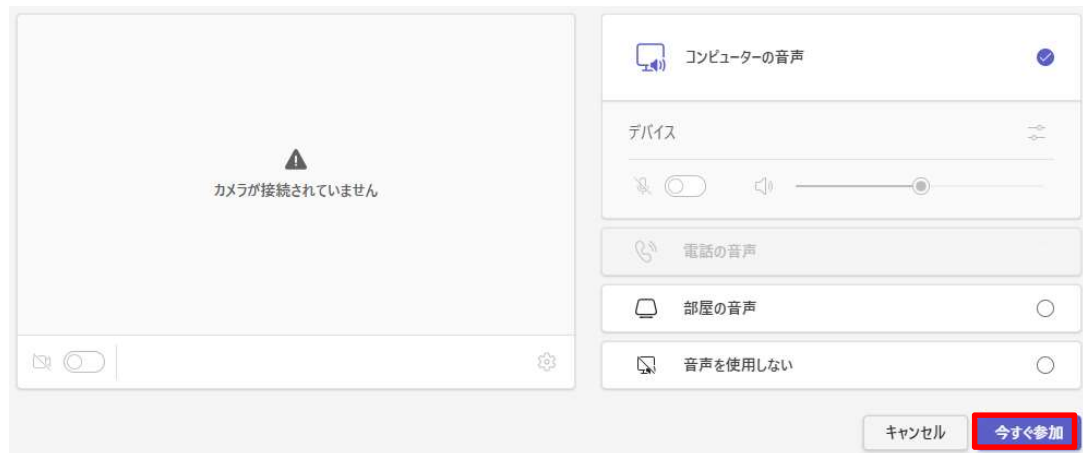 カメラが接続されていません
コンピューターの音声
デバイス
電話の音声
部屋の音声
音声を使用しない
キャンセル
今すぐ参加